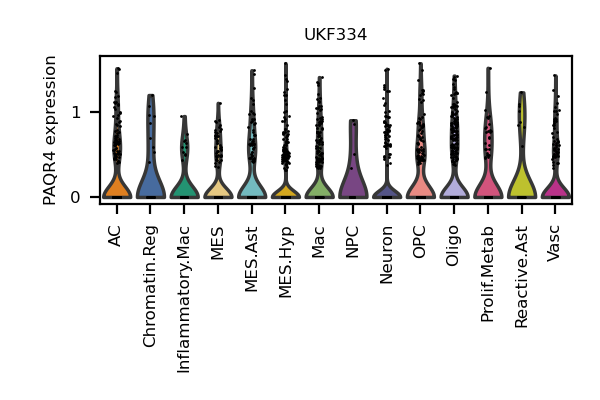 UKF334
PAQR4 expression
1
0
AC
Chromatin.Reg
Inflammatory.Mac
MES
MES.Ast
MES.Hyp
Mac
NPC
Neuron
OPC
Oligo
Prolif.Metab
Reactive.Ast
Vasc